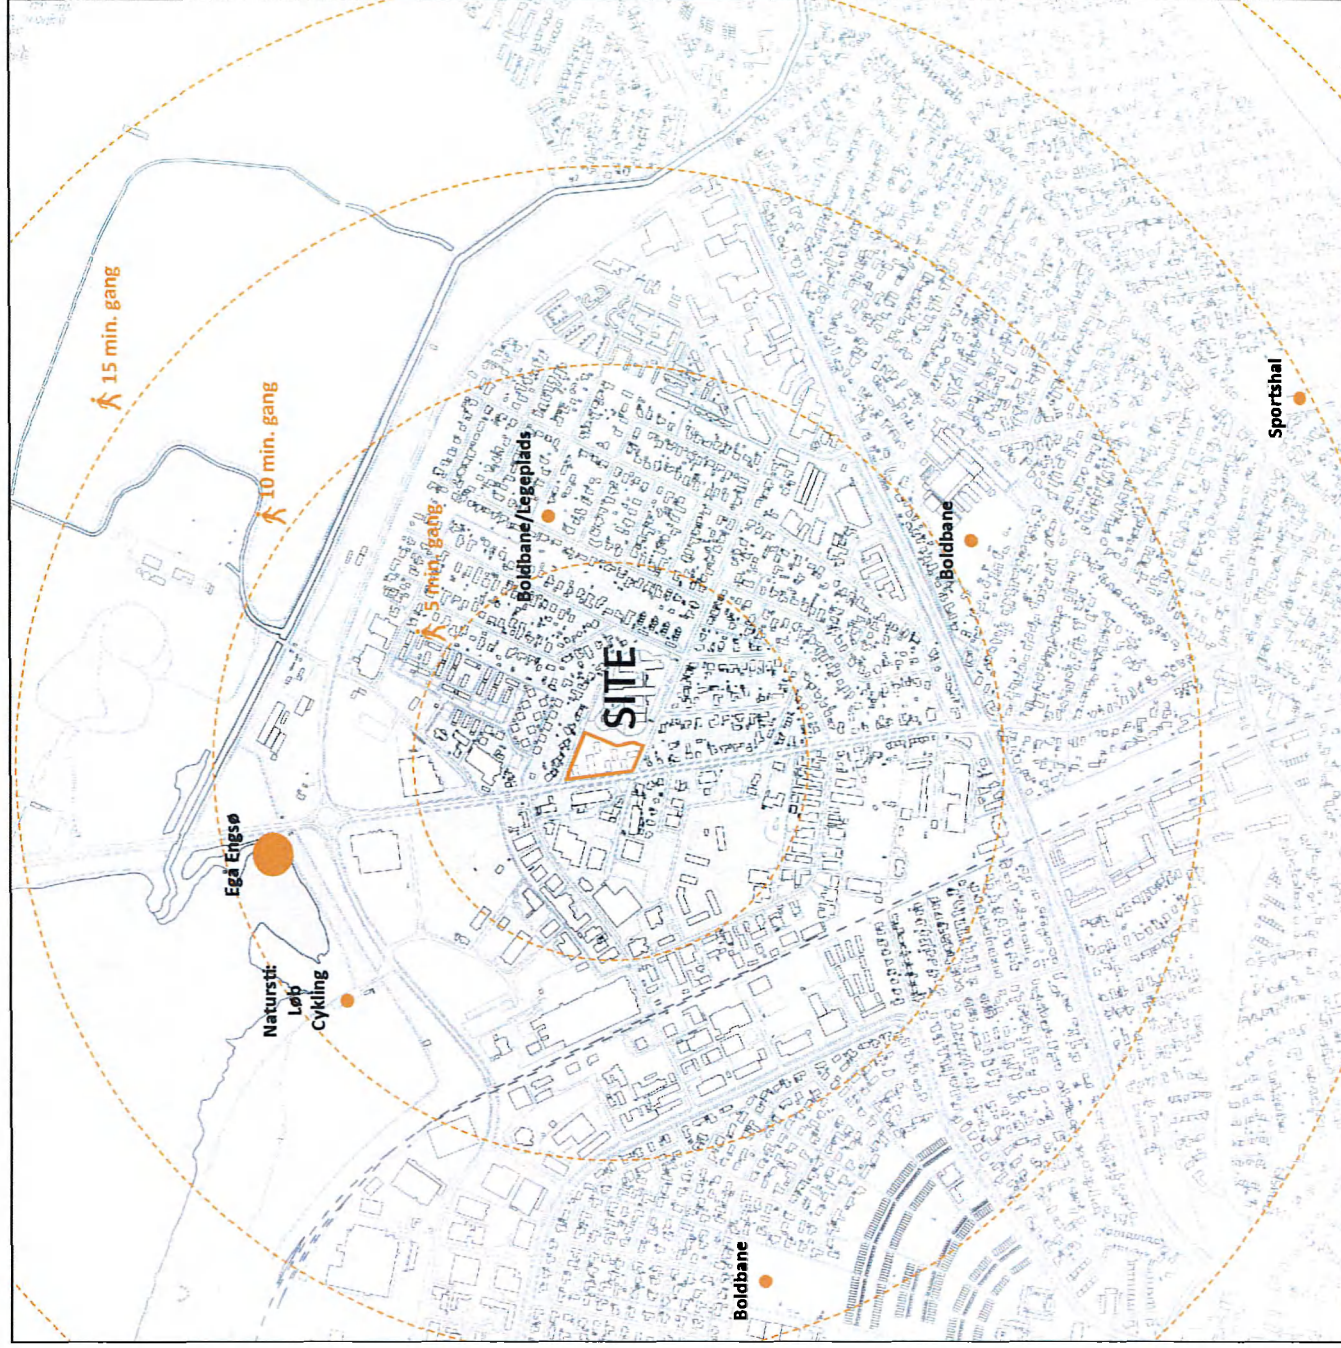 15 min. gang
10 min. gang
5 min. gang
Boldbane/Legeplads
SITE
Egå Engsø
Natursti:
Løb
Cykling
Boldbane
Sportshal
Boldbane